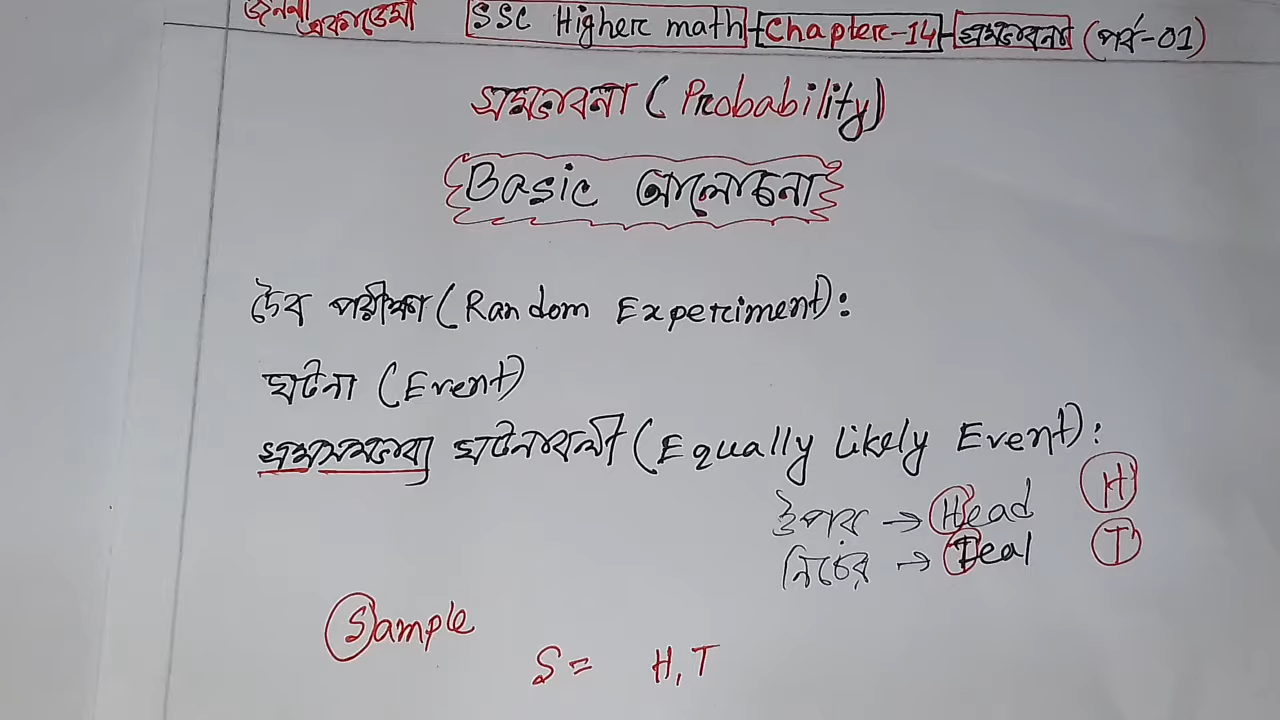 জননী একাডেমী SSC Higher math - Chapter-14 - সম্ভাবনা (পর্ব-01)
সম্ভাবনা (Probability)
Basic আলোচনা
দৈব পরীক্ষা (Random Experiment):
ঘটনা (Event)
সমসম্ভাব্য ঘটনাবলী (Equally Likely Event):
উপরে → Head H
নিচের → Teal T
Sample
S = H, T